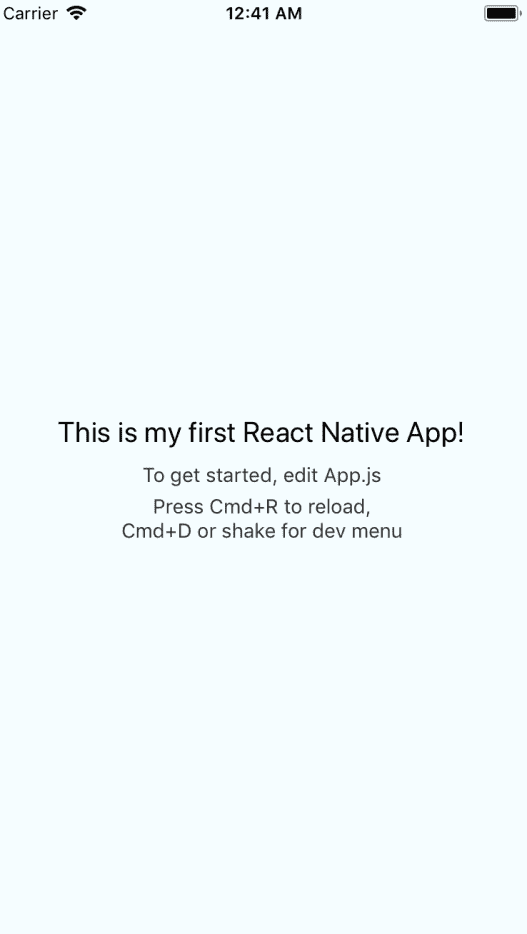 Carrier 12:41 AM
This is my first React Native App!
To get started, edit App.js
Press Cmd+R to reload,
Cmd+D or shake for dev menu